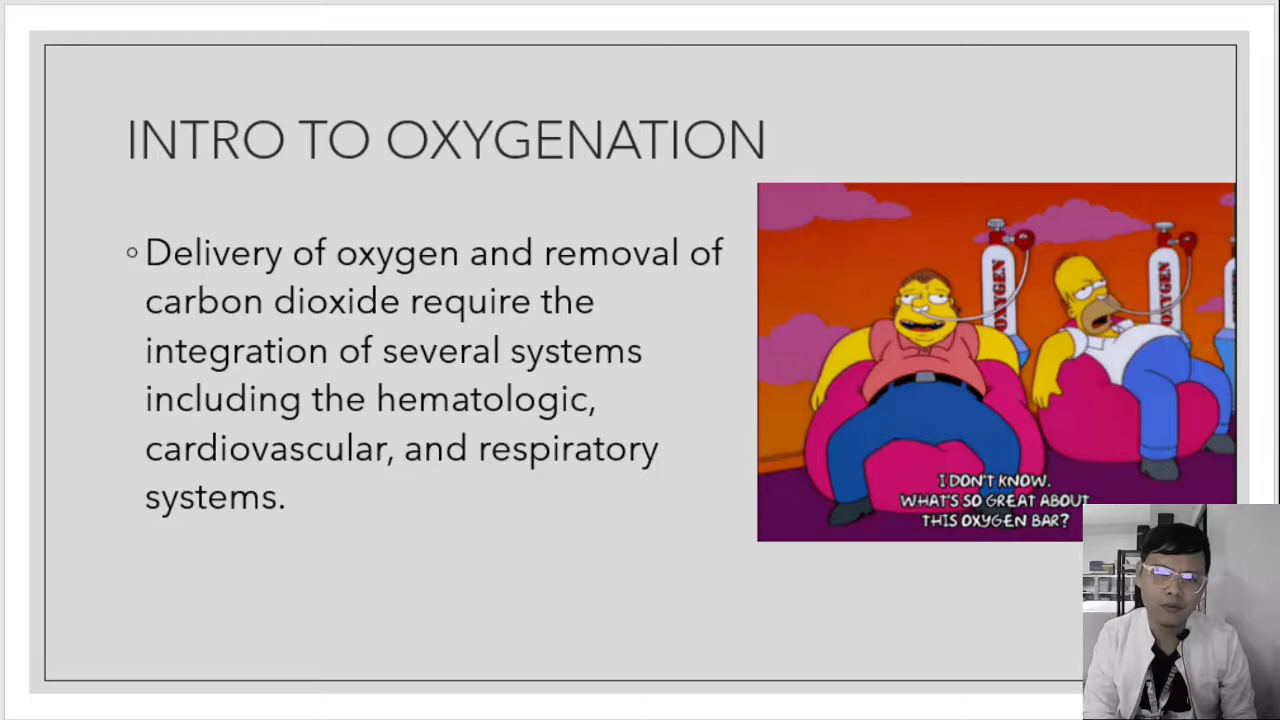 INTRO TO OXYGENATION
◦ Delivery of oxygen and removal of
carbon dioxide require the
integration of several systems
including the hematologic,
cardiovascular, and respiratory
systems.
OXYGEN
OXYGEN
I DON'T KNOW.
WHAT'S SO GREAT ABOUT
THIS OXYGEN BAR?